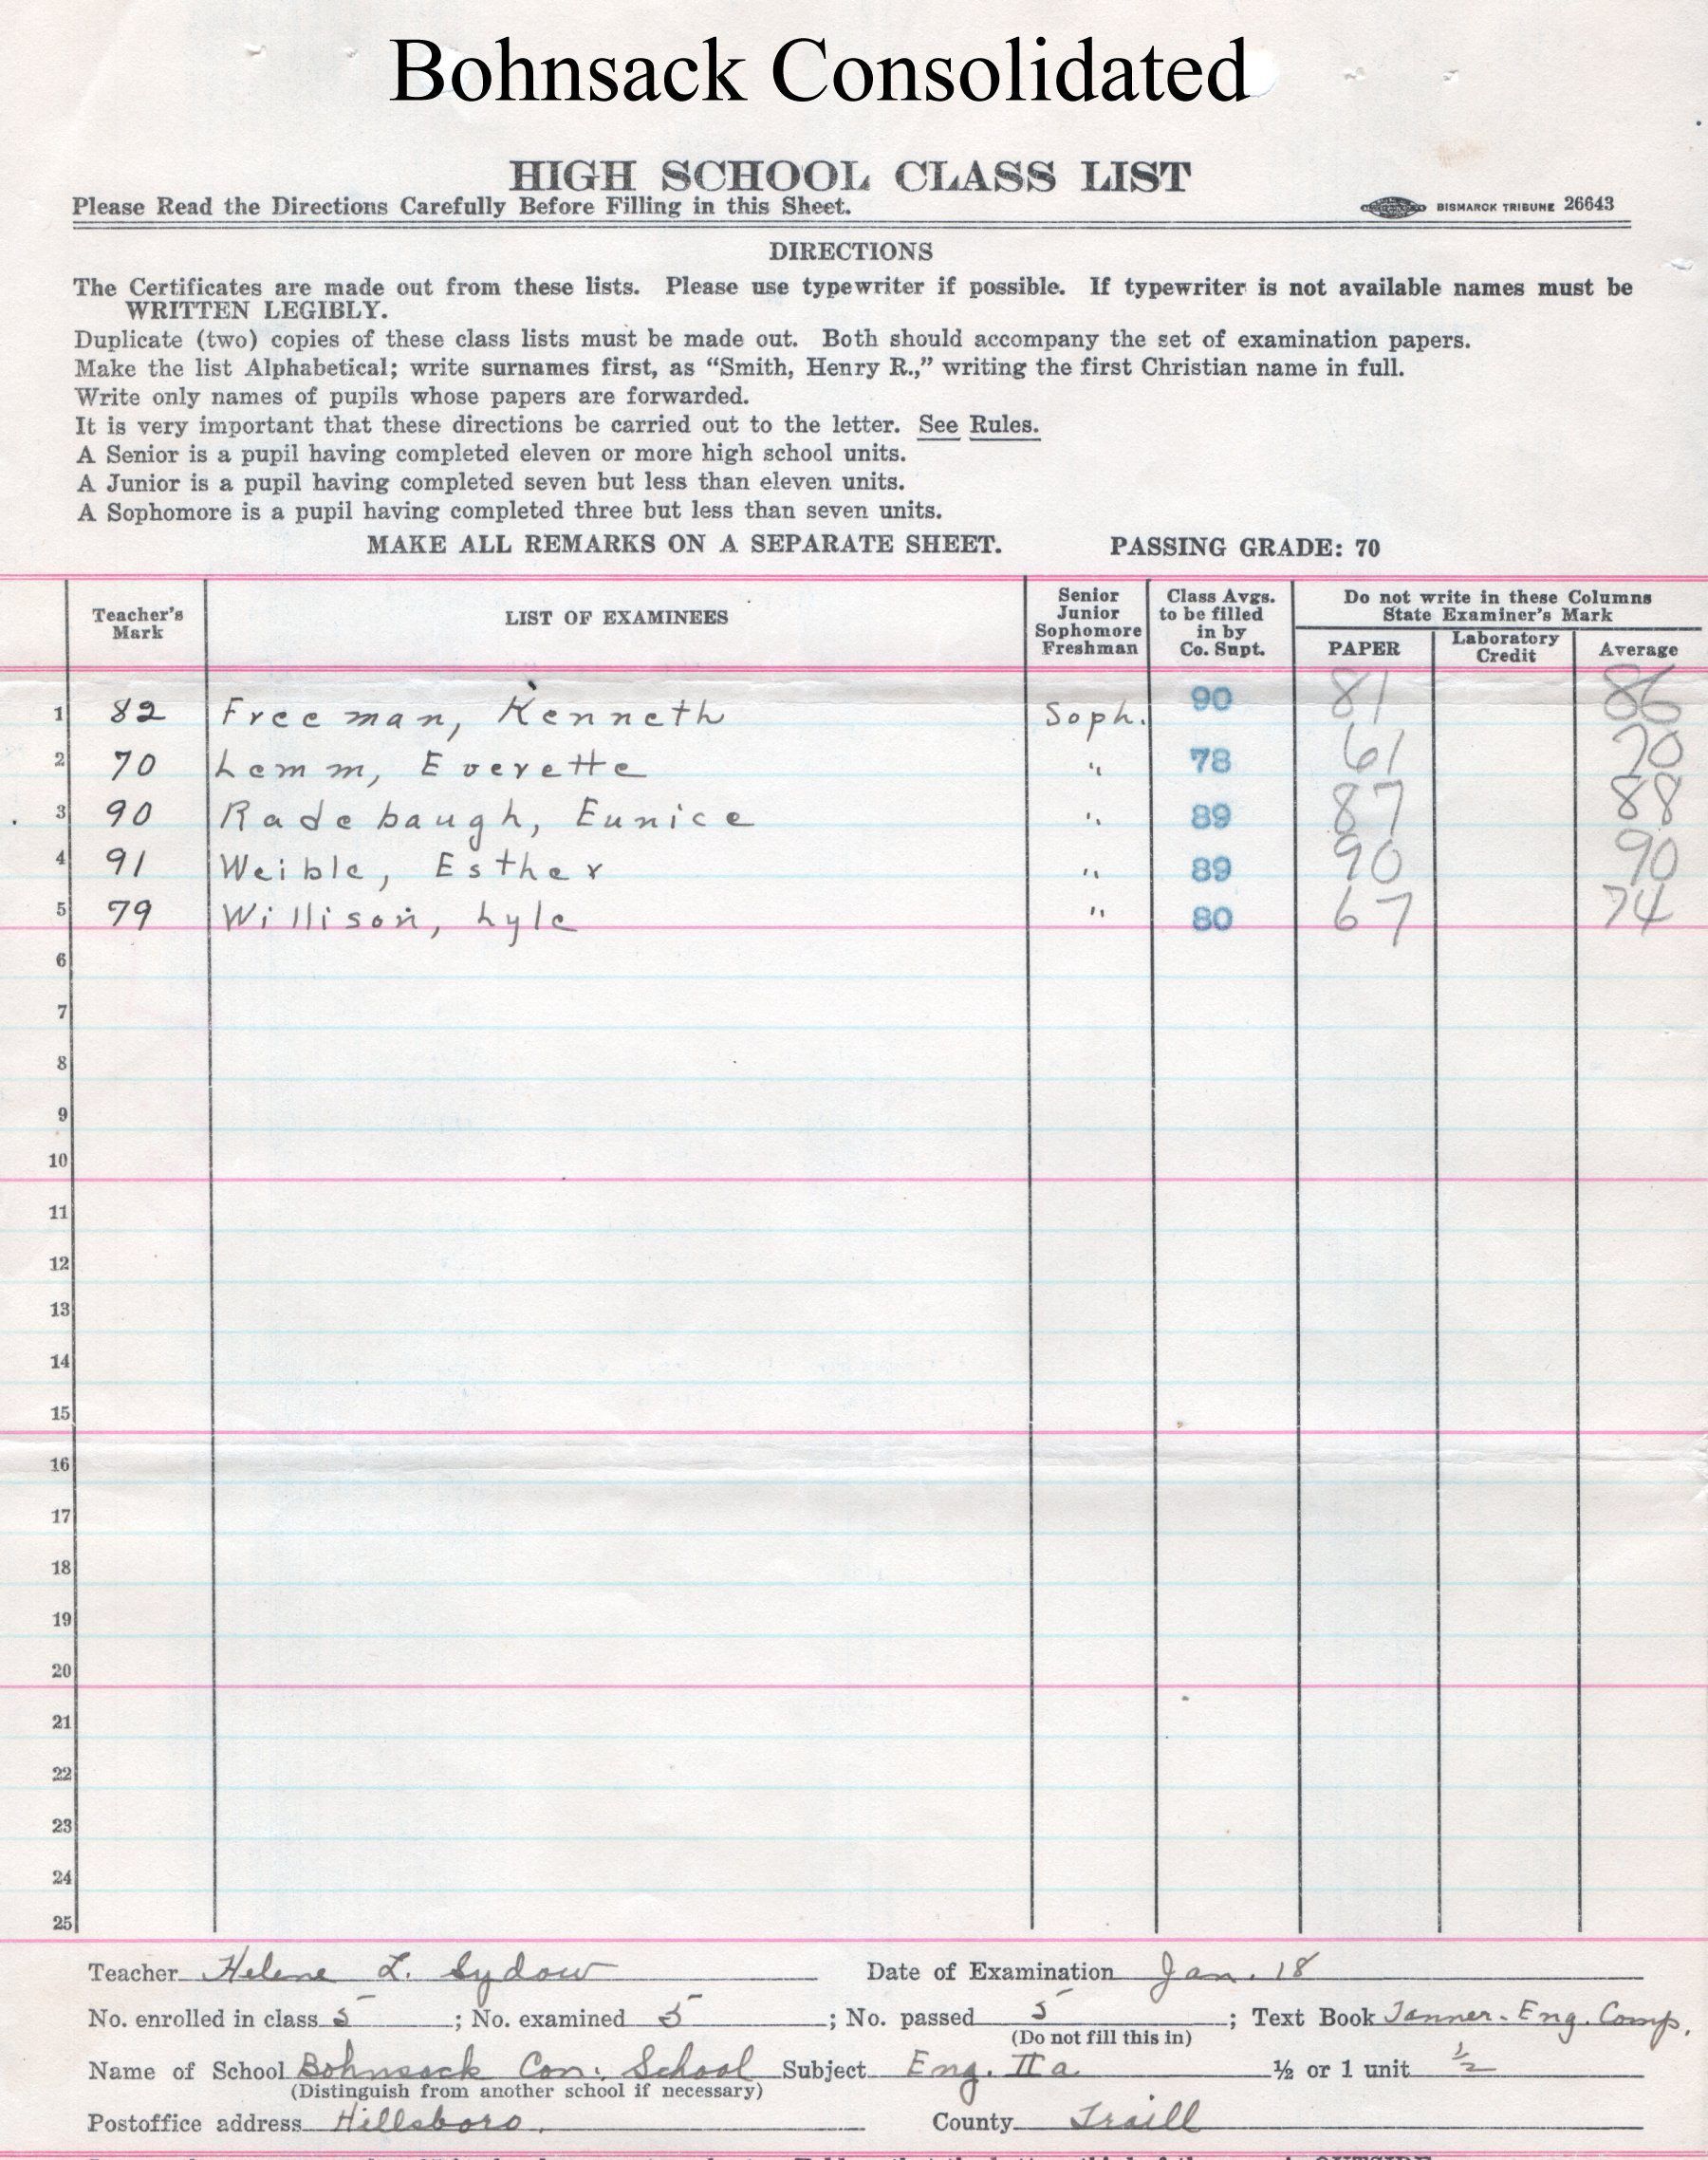 Bohnsack Consolidated
HIGH SCHOOL CLASS LIST
Please Read the Directions Carefully Before Filling in this Sheet. BISMARCK TRIBUNE 26643
DIRECTIONS
The Certificates are made out from these lists. Please use typewriter if possible. If typewriter is not available names must be
WRITTEN LEGIBLY.
Duplicate (two) copies of these class lists must be made out. Both should accompany the set of examination papers.
Make the list Alphabetical; write surnames first, as “Smith, Henry R.,” writing the first Christian name in full.
Write only names of pupils whose papers are forwarded.
It is very important that these directions be carried out to the letter. See Rules.
A Senior is a pupil having completed eleven or more high school units.
A Junior is a pupil having completed seven but less than eleven units.
A Sophomore is a pupil having completed three but less than seven units.
MAKE ALL REMARKS ON A SEPARATE SHEET. PASSING GRADE: 70
Teacher's Mark LIST OF EXAMINEES Senior Junior Sophomore Freshman Class Avgs. to be filled in by Co. Supt. Do not write in these Columns State Examiner's Mark
PAPER Laboratory Credit Average
1 82 Freeman, Kenneth Soph. 90 81 86
2 70 Lemm, Everette " 78 61 70
3 90 Radebaugh, Eunice " 89 87 88
4 91 Weible, Esther " 89 90 90
5 79 Willison, Lyle " 80 67 74
6
7
8
9
10
11
12
13
14
15
16
17
18
19
20
21
22
23
24
25
Teacher Helene L. Sydow Date of Examination Jan. 18
No. enrolled in class 5 ; No. examined 5 ; No. passed 5 ; Text Book Tanner-Eng. Comp.
(Do not fill this in)
Name of School Bohnsack Con. School Subject Eng. II a ½ or 1 unit ½
(Distinguish from another school if necessary)
Postoffice address Hillsboro. County Traill